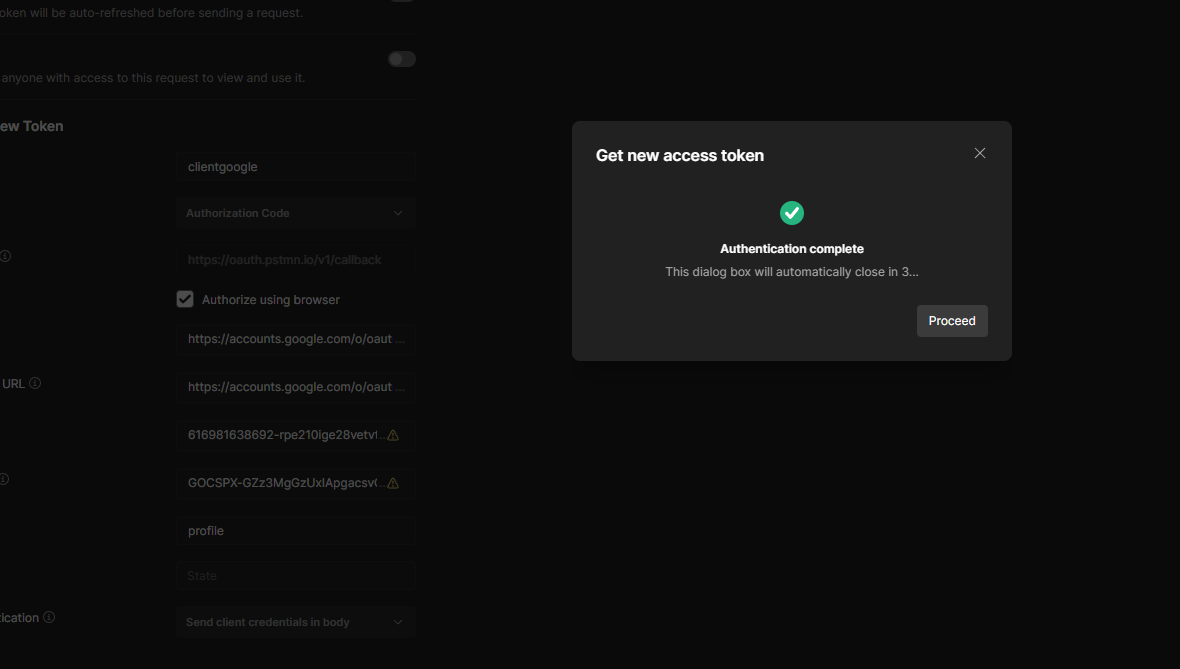 oken will be auto-refreshed before sending a request.
anyone with access to this request to view and use it.
ew Token
clientgoogle
Authorization Code
https://oauth.pstmn.io/v1/callback
Authorize using browser
https://accounts.google.com/o/oaut ...
URL
https://accounts.google.com/o/oaut ...
616981638692-rpe210lge28vetv
GOCSPX-GZz3MgGzUxIApgacsv
profile
State
ication
Send client credentials in body
Get new access token
Authentication complete
This dialog box will automatically close in 3...
Proceed